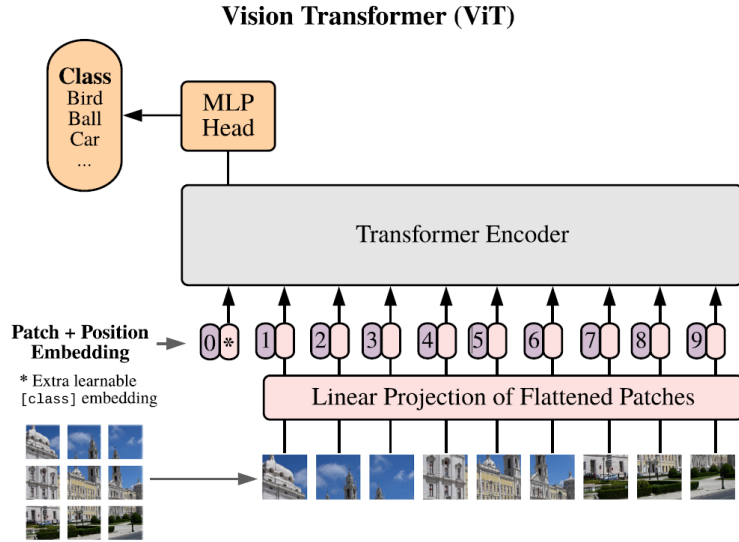 Vision Transformer (ViT)
Class
Bird
Ball
Car
...
MLP
Head
Transformer Encoder
Patch + Position
Embedding
0 * 1 2 3 4 5 6 7 8 9
* Extra learnable
[class] embedding
Linear Projection of Flattened Patches